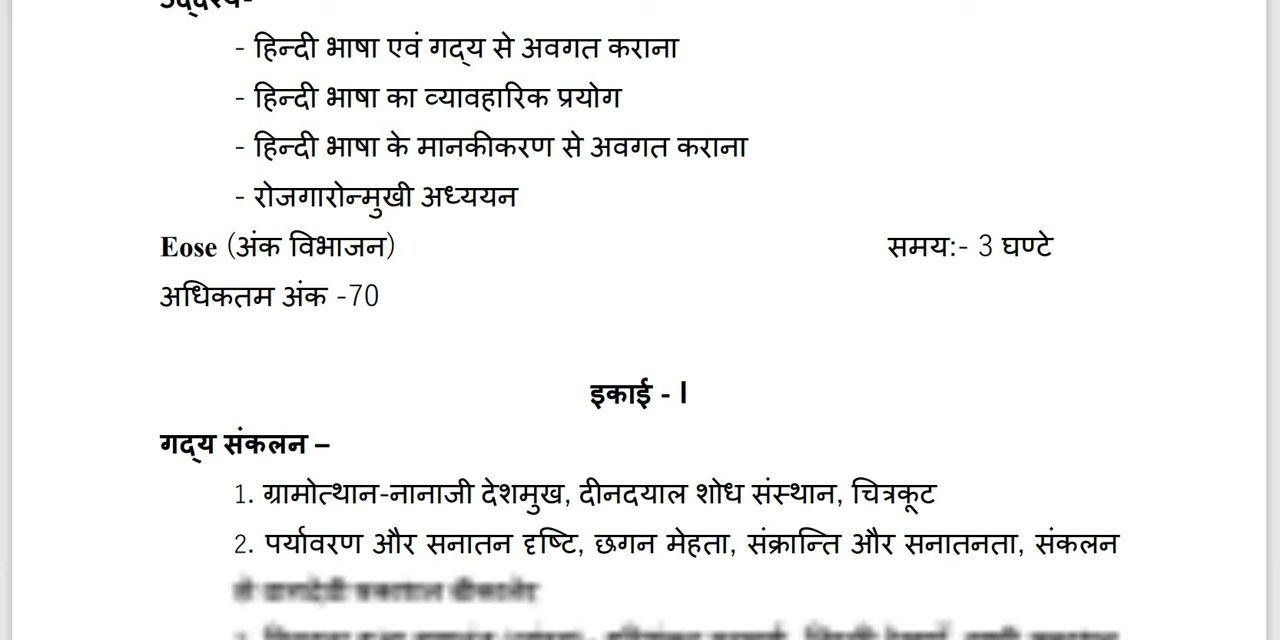 उद्देश्य-
- हिन्दी भाषा एवं गद्य से अवगत कराना
- हिन्दी भाषा का व्यावहारिक प्रयोग
- हिन्दी भाषा के मानकीकरण से अवगत कराना
- रोजगारोन्मुखी अध्ययन
Eose (अंक विभाजन) समय:- 3 घण्टे
अधिकतम अंक -70
इकाई - I
गद्य संकलन –
1. ग्रामोत्थान-नानाजी देशमुख, दीनदयाल शोध संस्थान, चित्रकूट
2. पर्यावरण और सनातन दृष्टि, छगन मेहता, संक्रान्ति और सनातनता, संकलन